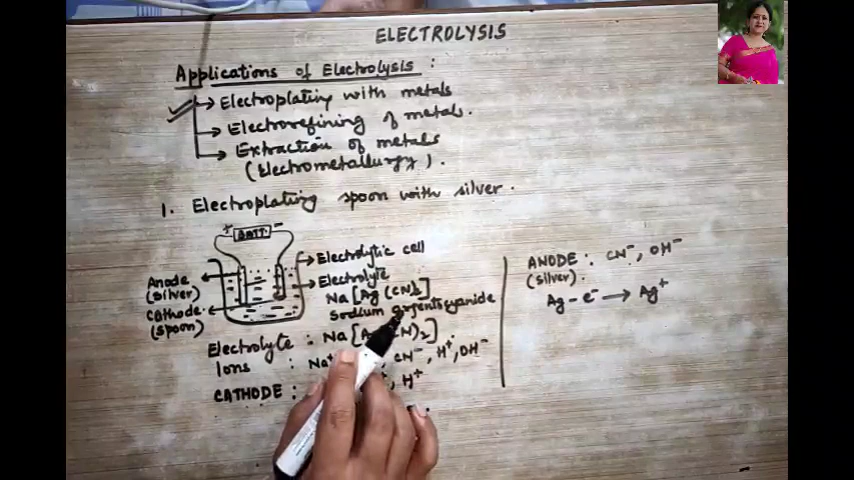 ELECTROLYSIS
Applications of Electrolysis :
Electroplating with metals
Electrorefining of metals.
Extraction of metals
(Electrometallurgy).
1. Electroplating spoon with silver.
+ BATT. -
Electrolytic cell
Anode
(silver)
Cathode
(spoon)
Electrolyte
Na[Ag(CN)2]
Sodium argentocyanide
Electrolyte : Na[A CN)2]
Ions : Na+ , CN-, H+, OH-
CATHODE : , H+
ANODE : CN-, OH-
(silver).
Ag - e- → Ag+